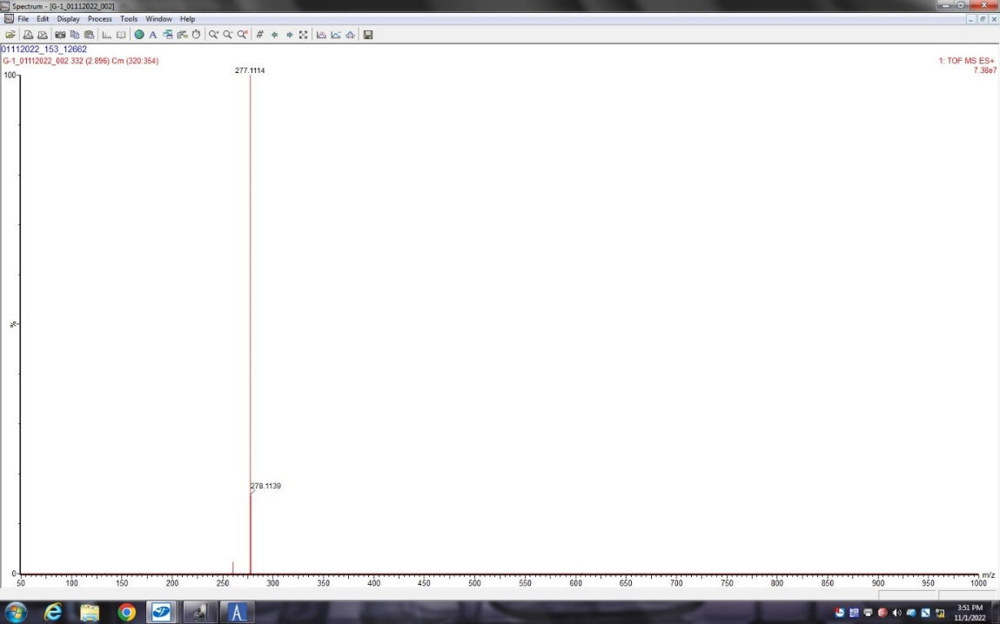 Spectrum - [G-1_01112022_002]
File Edit Display Process Tools Window Help
01112022_153_12662
G-1_01112022_002 332 (2.896) Cm (320:354)
1: TOF MS ES+
7.38e7
277.1114
100
%
278.1139
0
50 100 150 200 250 300 350 400 450 500 550 600 650 700 750 800 850 900 950 1000
m/z
3:51 PM
11/1/2022